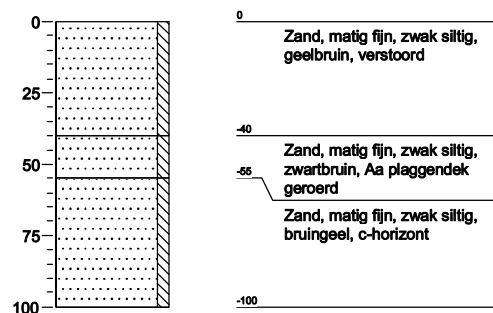 0
25
50
75
100
0
Zand, matig fijn, zwak siltig,
geelbruin, verstoord
-40
Zand, matig fijn, zwak siltig,
zwartbruin, Aa plaggendek
geroerd
-55
Zand, matig fijn, zwak siltig,
bruingeel, c-horizont
-100